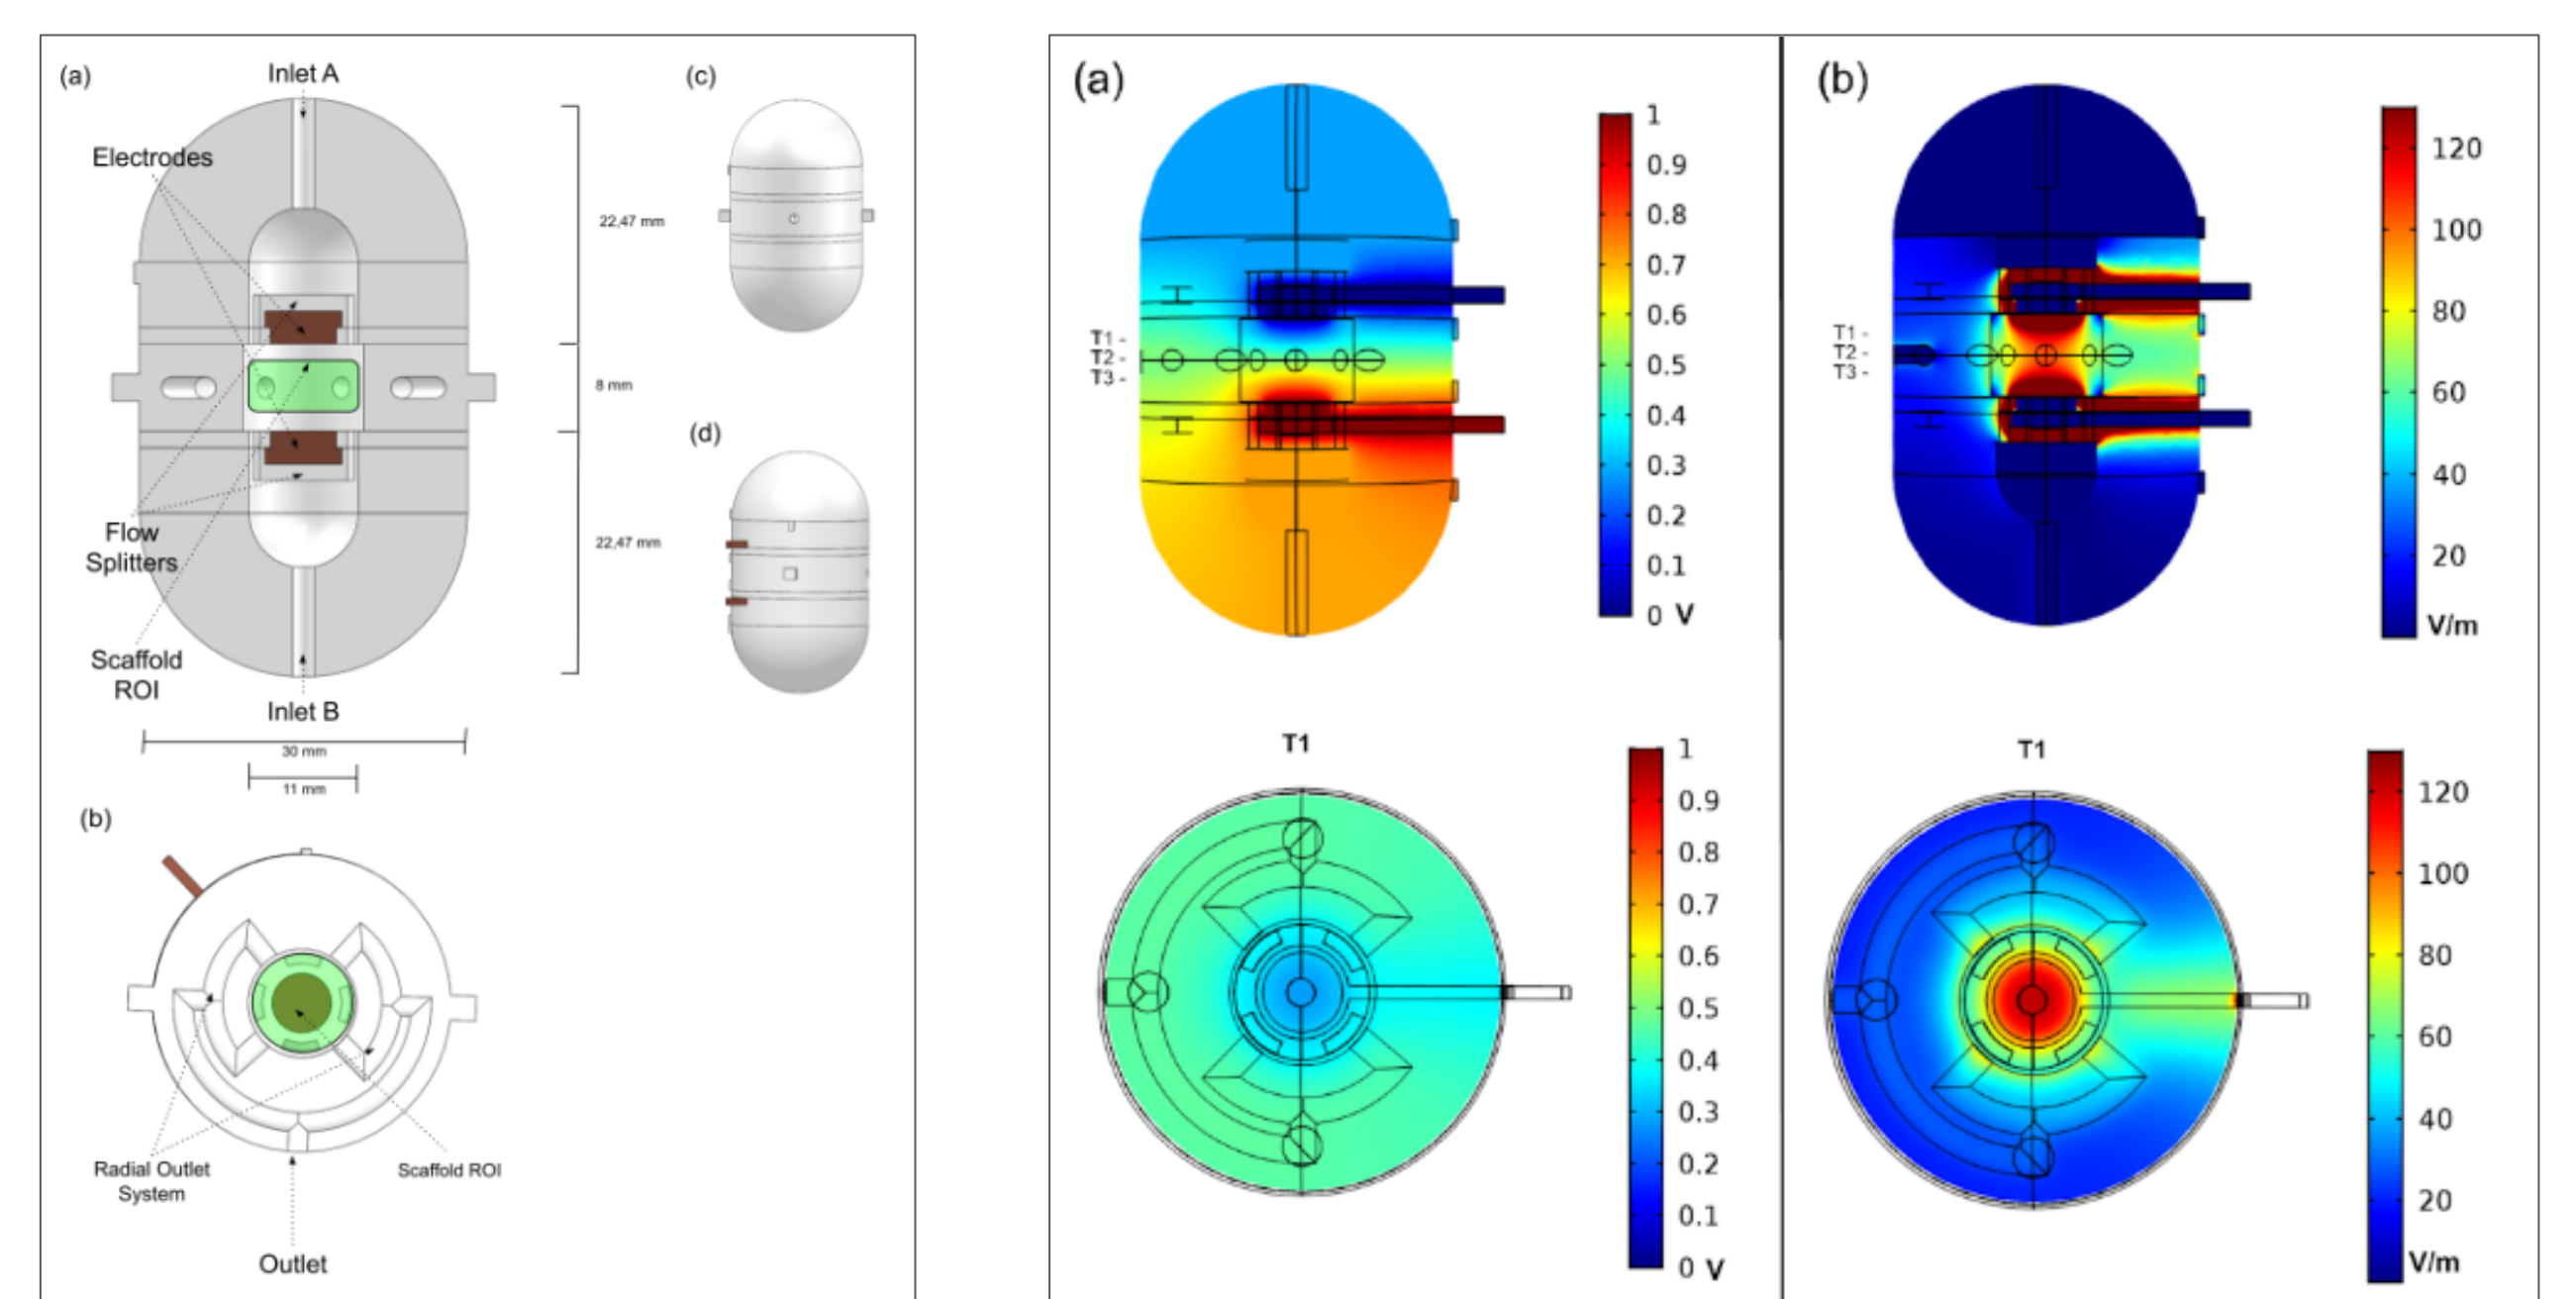 (a)
Inlet A
Electrodes
22,47 mm
8 mm
Flow
Splitters
22,47 mm
Scaffold
ROI
Inlet B
30 mm
11 mm
(c)
(d)
(b)
Radial Outlet
System
Scaffold ROI
Outlet
(a)
T1 -
T2 -
T3 -
1
0.9
0.8
0.7
0.6
0.5
0.4
0.3
0.2
0.1
0 V
T1
1
0.9
0.8
0.7
0.6
0.5
0.4
0.3
0.2
0.1
0 V
(b)
T1 -
T2 -
T3 -
120
100
80
60
40
20
V/m
T1
120
100
80
60
40
20
V/m